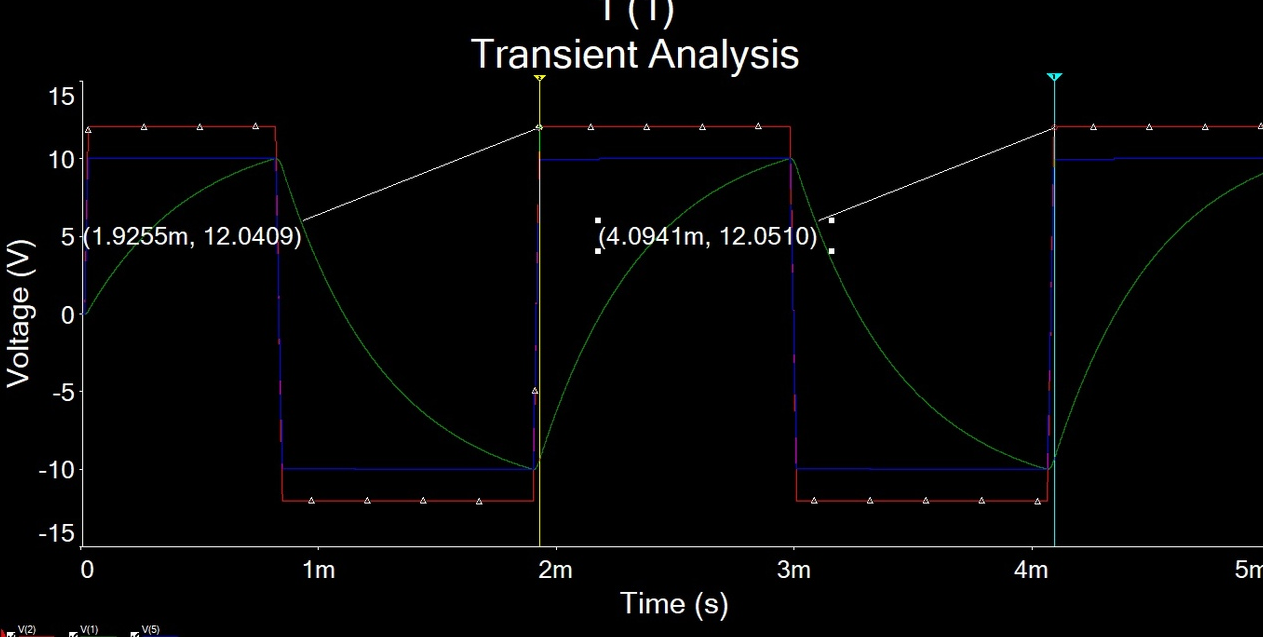 Transient Analysis
15
10
5
0
-5
-10
-15
Voltage (V)
(1.9255m, 12.0409)
(4.0941m, 12.0510)
0 1m 2m 3m 4m
Time (s)
V(2) V(1) V(5)